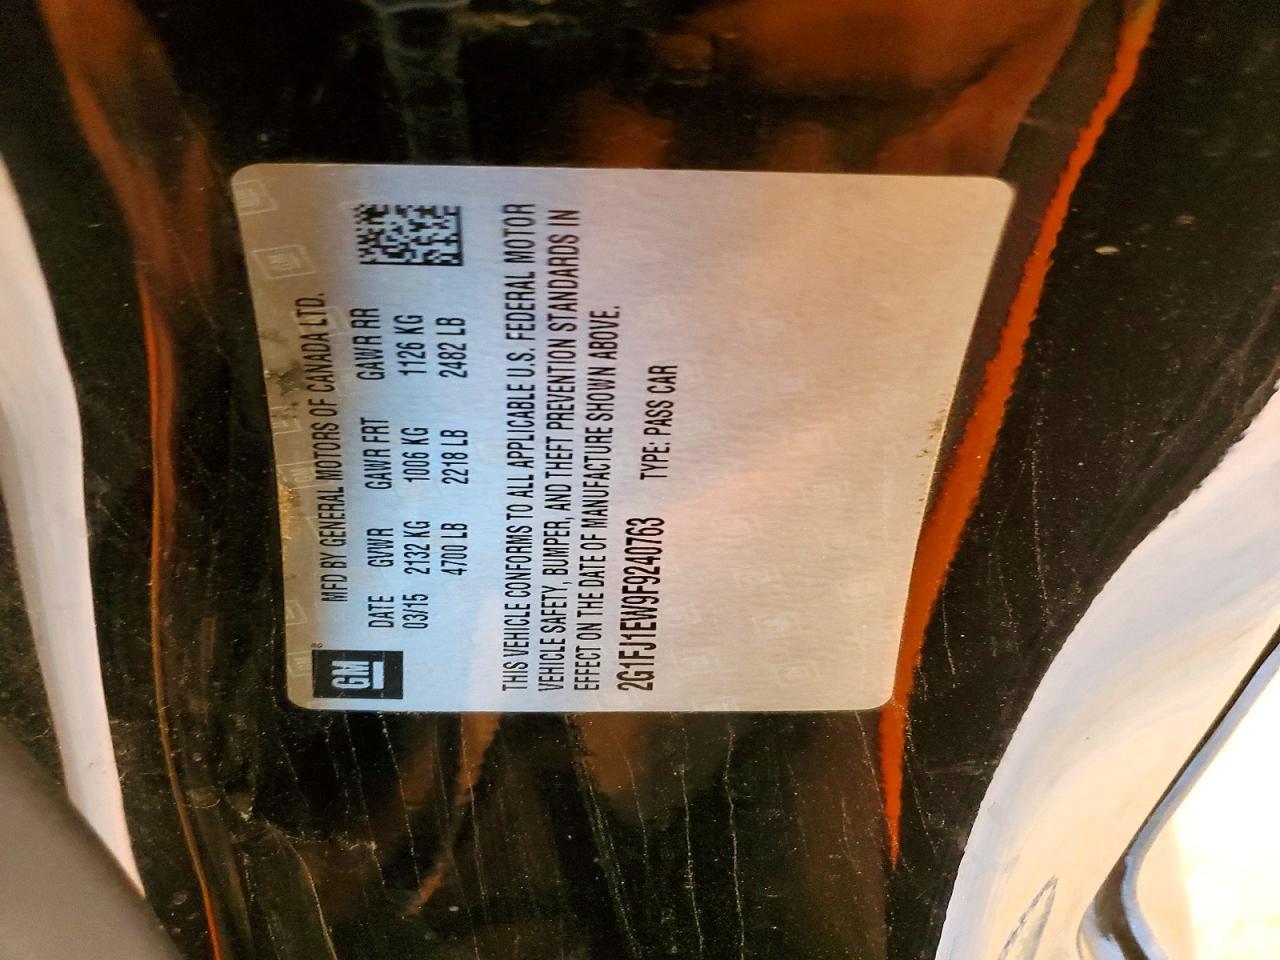 GM
MFD BY GENERAL MOTORS OF CANADA LTD.
DATE GVWR GAWR FRT GAWR RR
03/15 2132 KG 1006 KG 1126 KG
4700 LB 2218 LB 2482 LB
THIS VEHICLE CONFORMS TO ALL APPLICABLE U.S. FEDERAL MOTOR
VEHICLE SAFETY, BUMPER, AND THEFT PREVENTION STANDARDS IN
EFFECT ON THE DATE OF MANUFACTURE SHOWN ABOVE.
2G1FJ1EW9F9240763 TYPE: PASS CAR